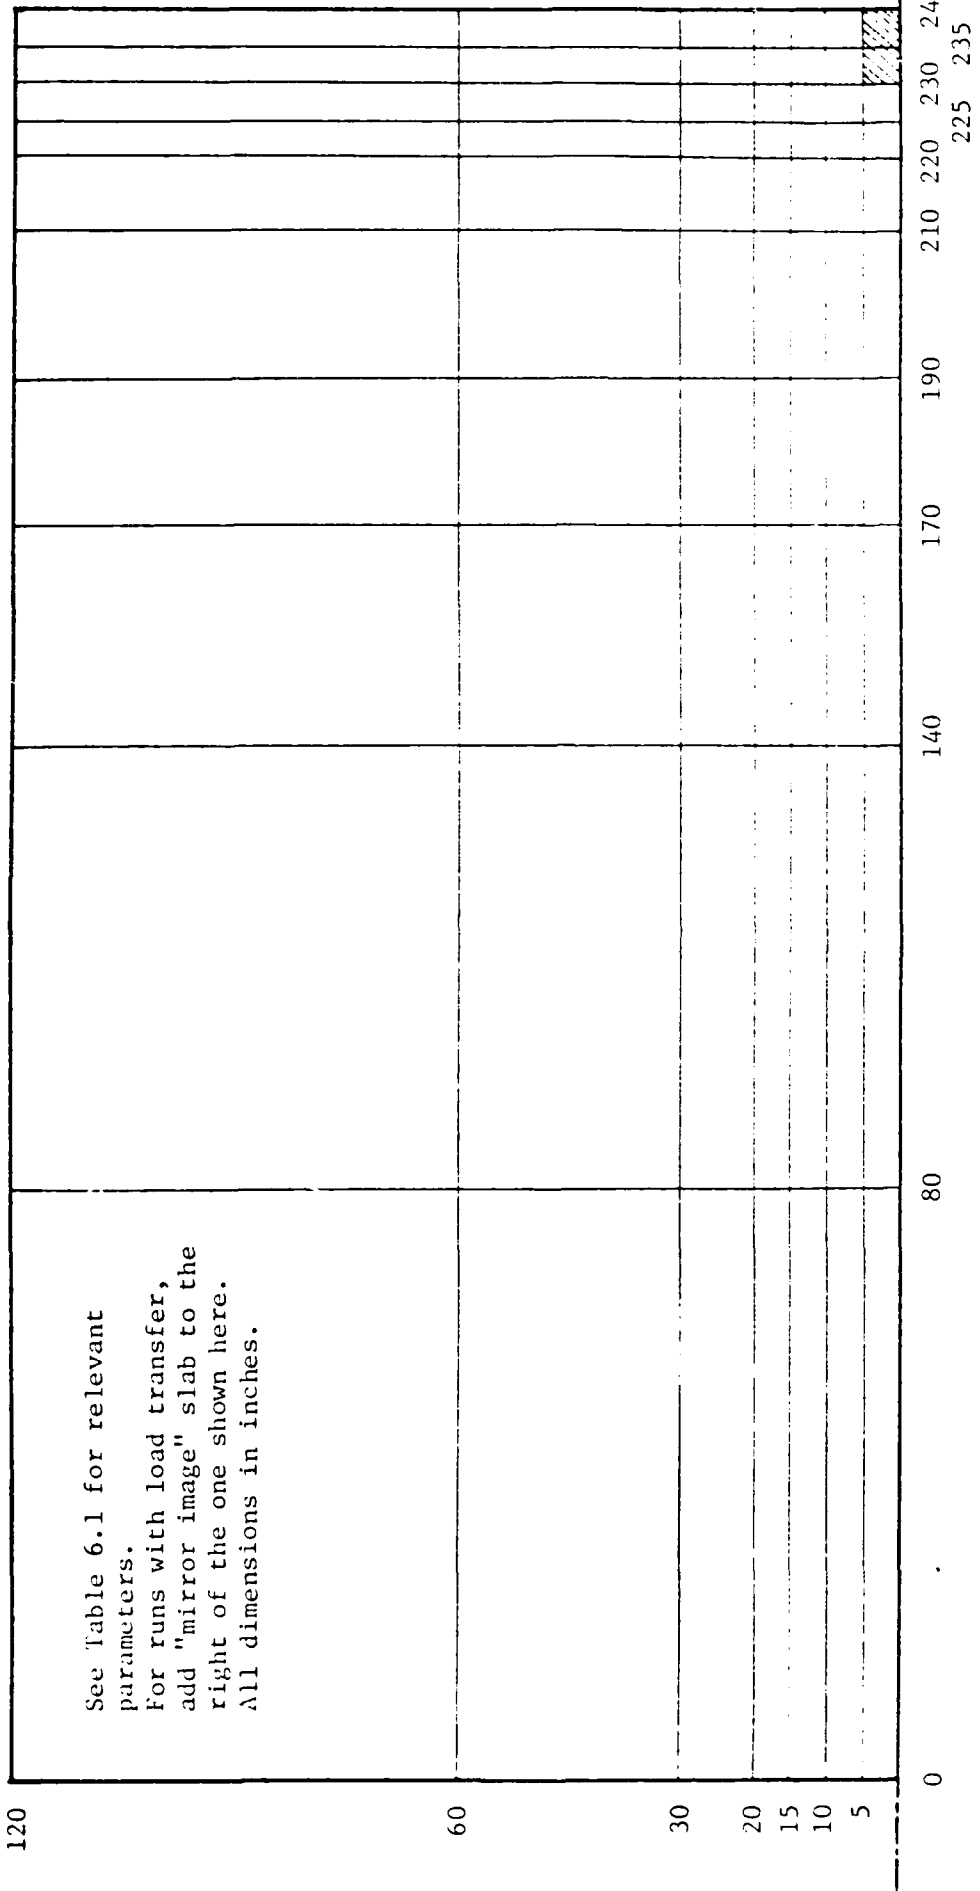 See Table 6.1 for relevant
parameters.
For runs with load transfer,
add "mirror image" slab to the
right of the one shown here.
All dimensions in inches.
120
60
30
20
15
10
5
0 80 140 170 190 210 220 230 24
225 235